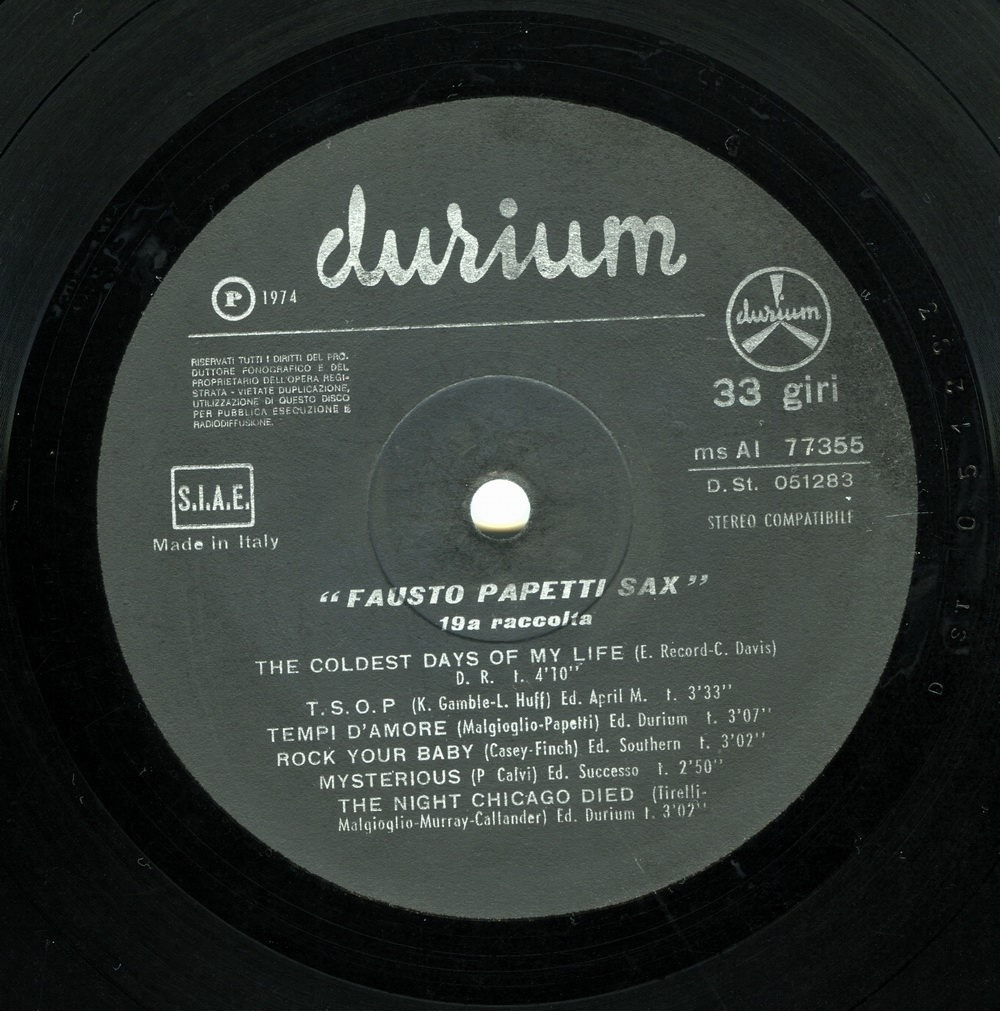 durium
P 1974
durium
33 giri
RISERVATI TUTTI I DIRITTI DEL PRO-
DUTTORE FONOGRAFICO E DEL
PROPRIETARIO DELL'OPERA REGI-
STRATA - VIETATE DUPLICAZIONE,
UTILIZZAZIONE DI QUESTO DISCO
PER PUBBLICA ESECUZIONE E
RADIODIFFUSIONE.
ms AI 77355
D. St. 051283
STEREO COMPATIBILE
S.I.A.E.
Made in Italy
“FAUSTO PAPETTI SAX”
19a raccolta
THE COLDEST DAYS OF MY LIFE (E. Record-C. Davis)
D. R. t. 4'10''
T. S. O. P (K. Gamble-L. Huff) Ed. April M. t. 3'33''
TEMPI D'AMORE (Malgioglio-Papetti) Ed. Durium t. 3'07''
ROCK YOUR BABY (Casey-Finch) Ed. Southern t. 3'02''
MYSTERIOUS (P Calvi) Ed. Successo t. 2'50''
THE NIGHT CHICAGO DIED (Tirelli-
Malgioglio-Murray-Callander) Ed. Durium t. 3'02''